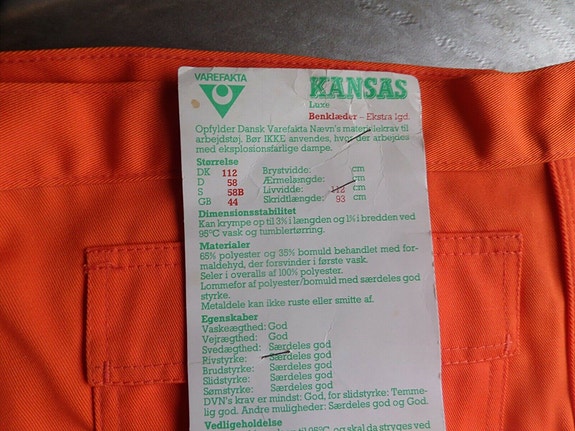 VAREFAKTA
KANSAS
Luxe
Benklæder – Ekstra lgd.
Opfylder Dansk Varefakta Nævn's materialekrav til
arbejdstøj. Bør IKKE anvendes, hvor der arbejdes
med eksplosionsfarlige dampe.
Størrelse
DK 112 Brystvidde: cm
D 58 Ærmelængde: cm
S 58B Livvidde: 112 cm
GB 44 Skridtlængde: 93 cm
Dimensionsstabilitet
Kan krympe op til 3% i længden og 1% i bredden ved
95°C vask og tumblertørring.
Materialer
65% polyester og 35% bomuld behandlet med for-
maldehyd, der forsvinder i første vask.
Seler i overalls af 100% polyester.
Lommefor af polyester/bomuld med særdeles god
styrke.
Metaldele kan ikke ruste eller smitte af.
Egenskaber
Vaskeægthed: God
Vejrægthed: God
Svedægthed: Særdeles god
Rivstyrke: Særdeles god
Brudstyrke: Særdeles god
Slidstyrke: Særdeles god
Sømstyrke: Særdeles god
DVN's krav er mindst: God, for slidstyrke: Temme-
lig god. Andre muligheder: Særdeles god og God.
Vedligeholdelse